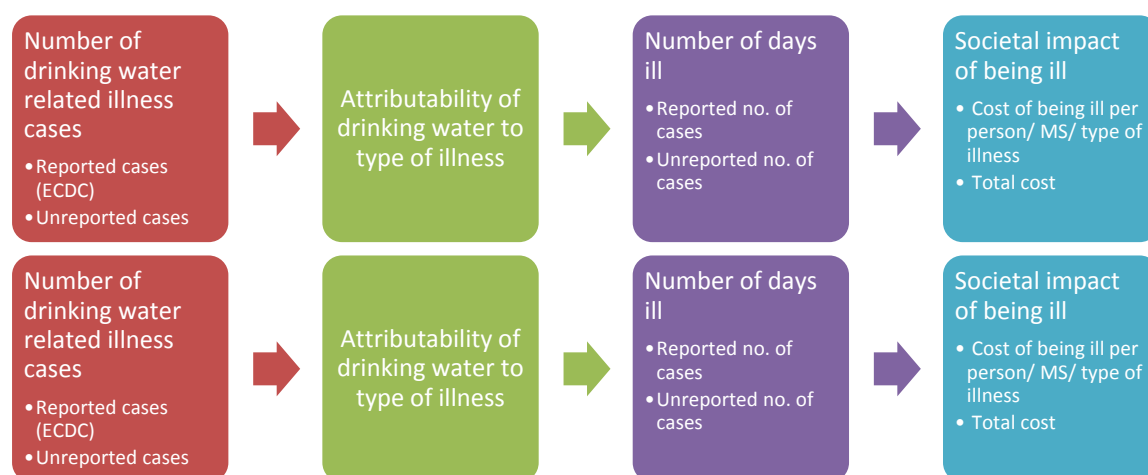 Number of
drinking water
related illness
cases
•Reported cases
(ECDC)
•Unreported cases
Attributability of
drinking water to
type of illness
Number of days
ill
•Reported no. of
cases
•Unreported no. of
cases
Societal impact
of being ill
• Cost of being ill per
person/ MS/ type of
illness
• Total cost
Number of
drinking water
related illness
cases
•Reported cases
(ECDC)
•Unreported cases
Attributability of
drinking water to
type of illness
Number of days
ill
•Reported no. of
cases
•Unreported no. of
cases
Societal impact
of being ill
• Cost of being ill per
person/ MS/ type of
illness
• Total cost